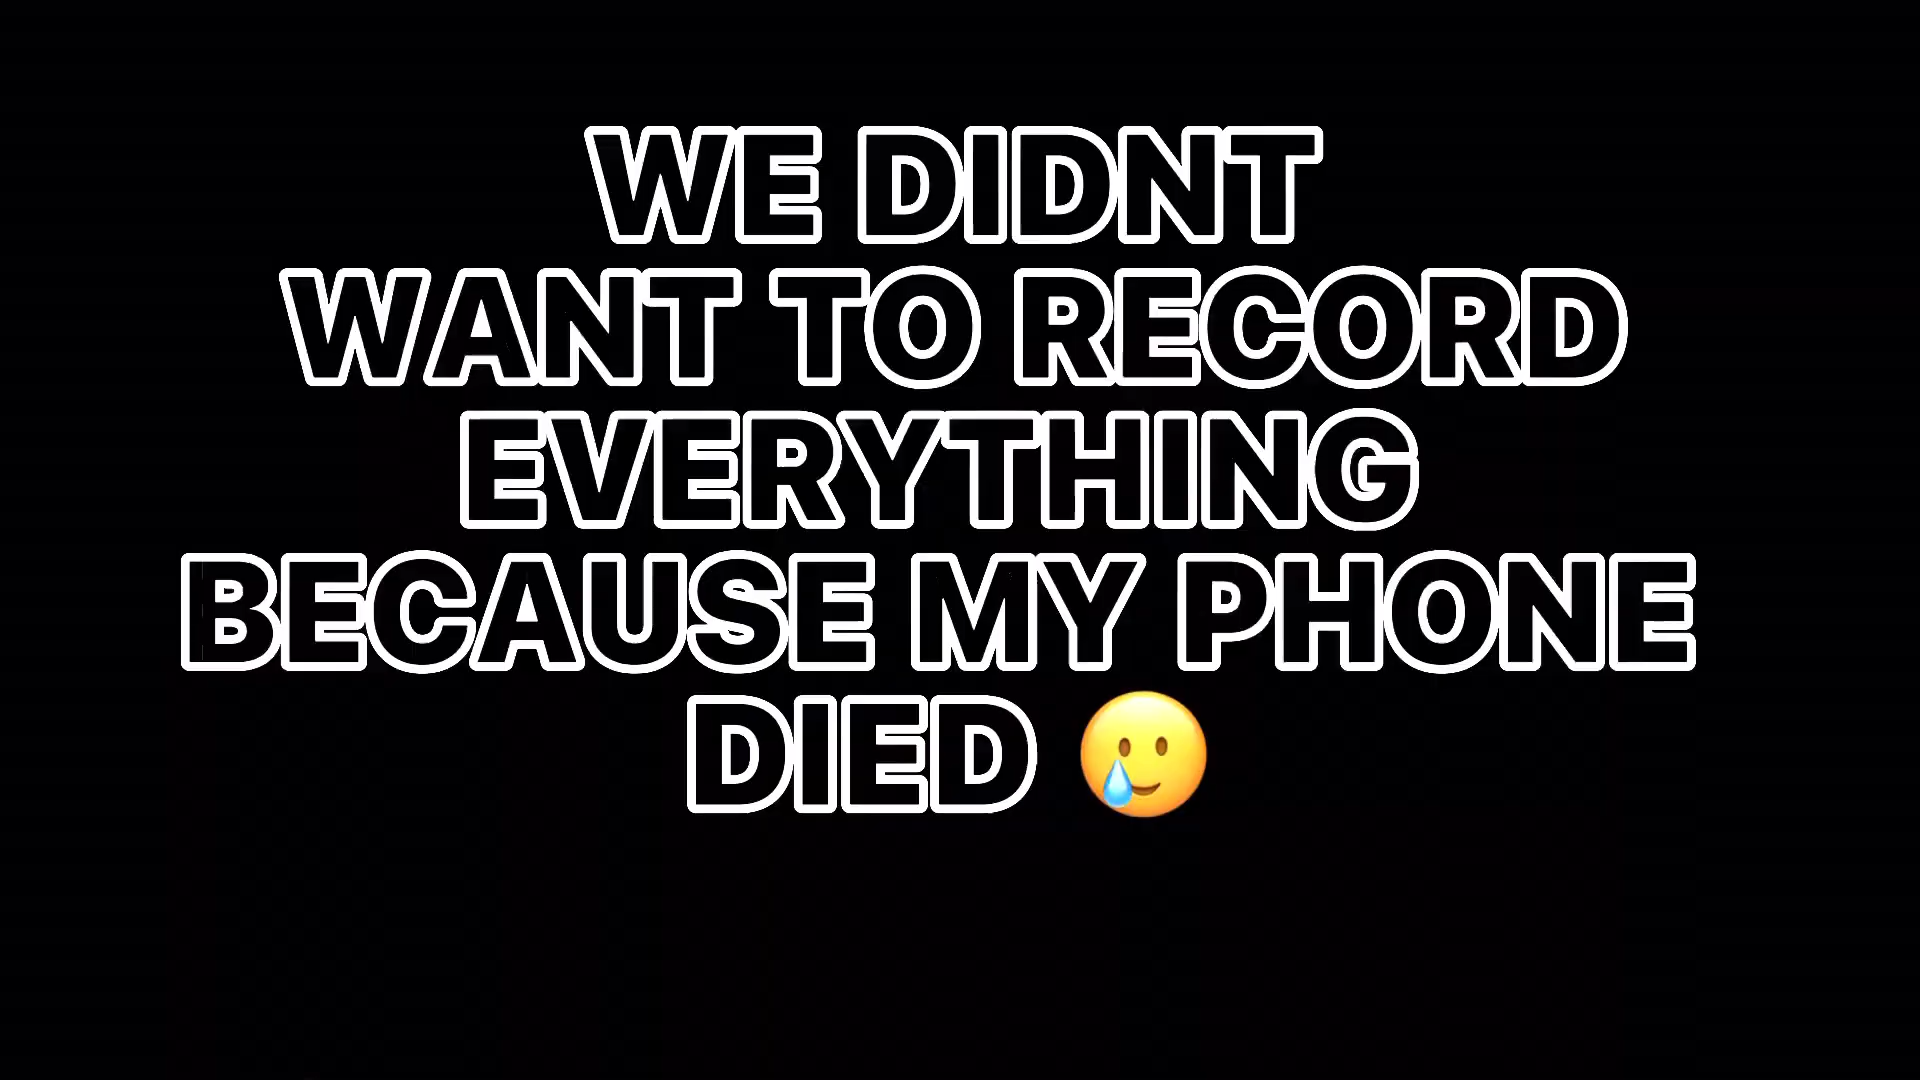 WE DIDNT
WANT TO RECORD
EVERYTHING
BECAUSE MY PHONE
DIED 🥲